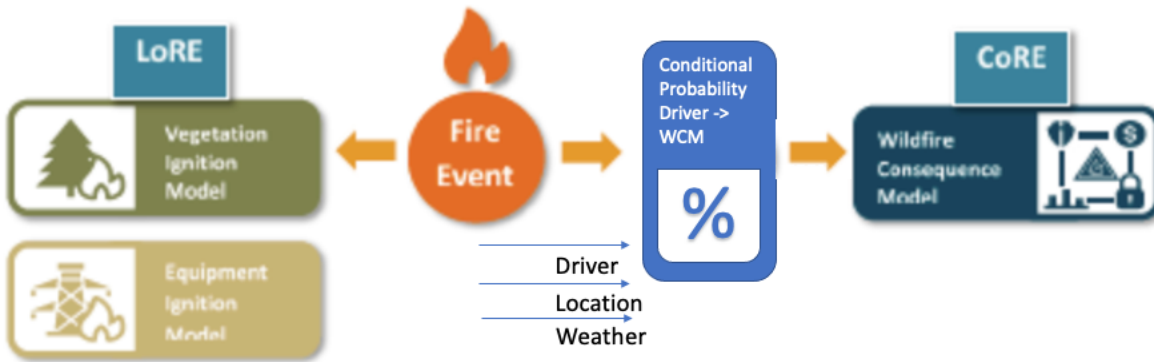 LoRE
Vegetation
Ignition
Model
Equipment
Ignition
Model
Fire
Event
Conditional
Probability
Driver ->
WCM
%
Driver
Location
Weather
CoRE
Wildfire
Consequence
Model
$